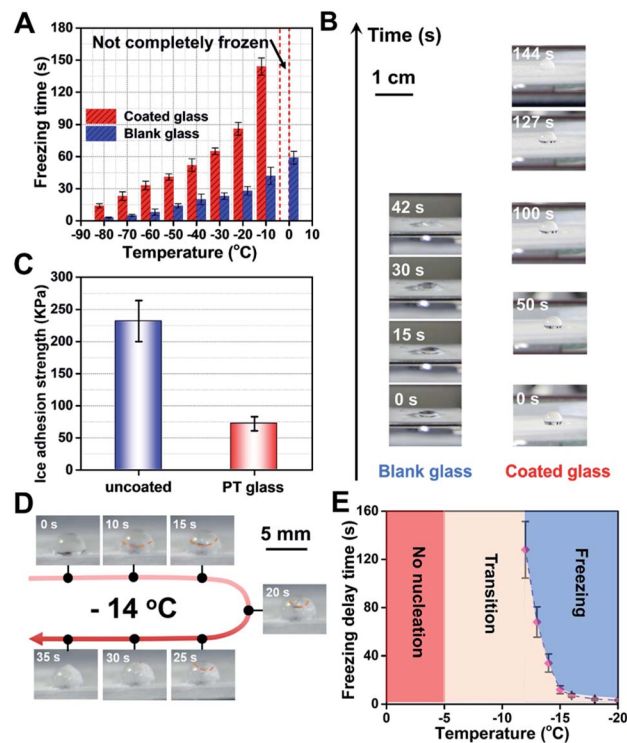 A
Not completely frozen
Freezing time (s)
180
150
120
90
60
30
0
Coated glass
Blank glass
-90 -80 -70 -60 -50 -40 -30 -20 -10 0 10
Temperature (°C)
B
Time (s)
1 cm
144 s
127 s
100 s
50 s
0 s
42 s
30 s
15 s
0 s
Blank glass
Coated glass
C
Ice adhesion strength (KPa)
300
250
200
150
100
50
0
uncoated
PT glass
D
0 s
10 s
15 s
5 mm
20 s
- 14 °C
35 s
30 s
25 s
E
Freezing delay time (s)
160
120
80
40
0
No nucleation
Transition
Freezing
0 -5 -10 -15 -20
Temperature (°C)